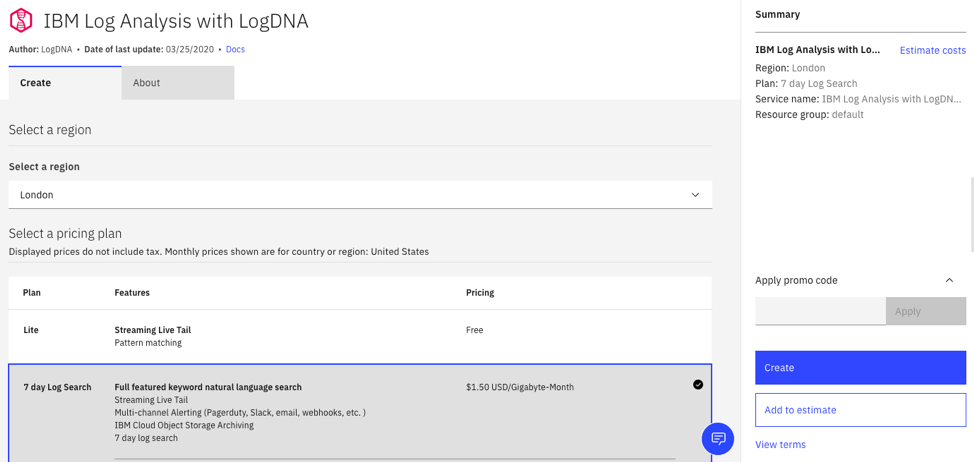 IBM Log Analysis with LogDNA
Author: LogDNA • Date of last update: 03/25/2020 • Docs
Create
About
Select a region
Select a region
London
Select a pricing plan
Displayed prices do not include tax. Monthly prices shown are for country or region: United States
Plan Features Pricing
Lite Streaming Live Tail Free
Pattern matching
7 day Log Search Full featured keyword natural language search $1.50 USD/Gigabyte-Month
Streaming Live Tail
Multi-channel Alerting (Pagerduty, Slack, email, webhooks, etc. )
IBM Cloud Object Storage Archiving
7 day log search
Summary
IBM Log Analysis with Lo... Estimate costs
Region: London
Plan: 7 day Log Search
Service name: IBM Log Analysis with LogDN...
Resource group: default
Apply promo code
Apply
Create
Add to estimate
View terms